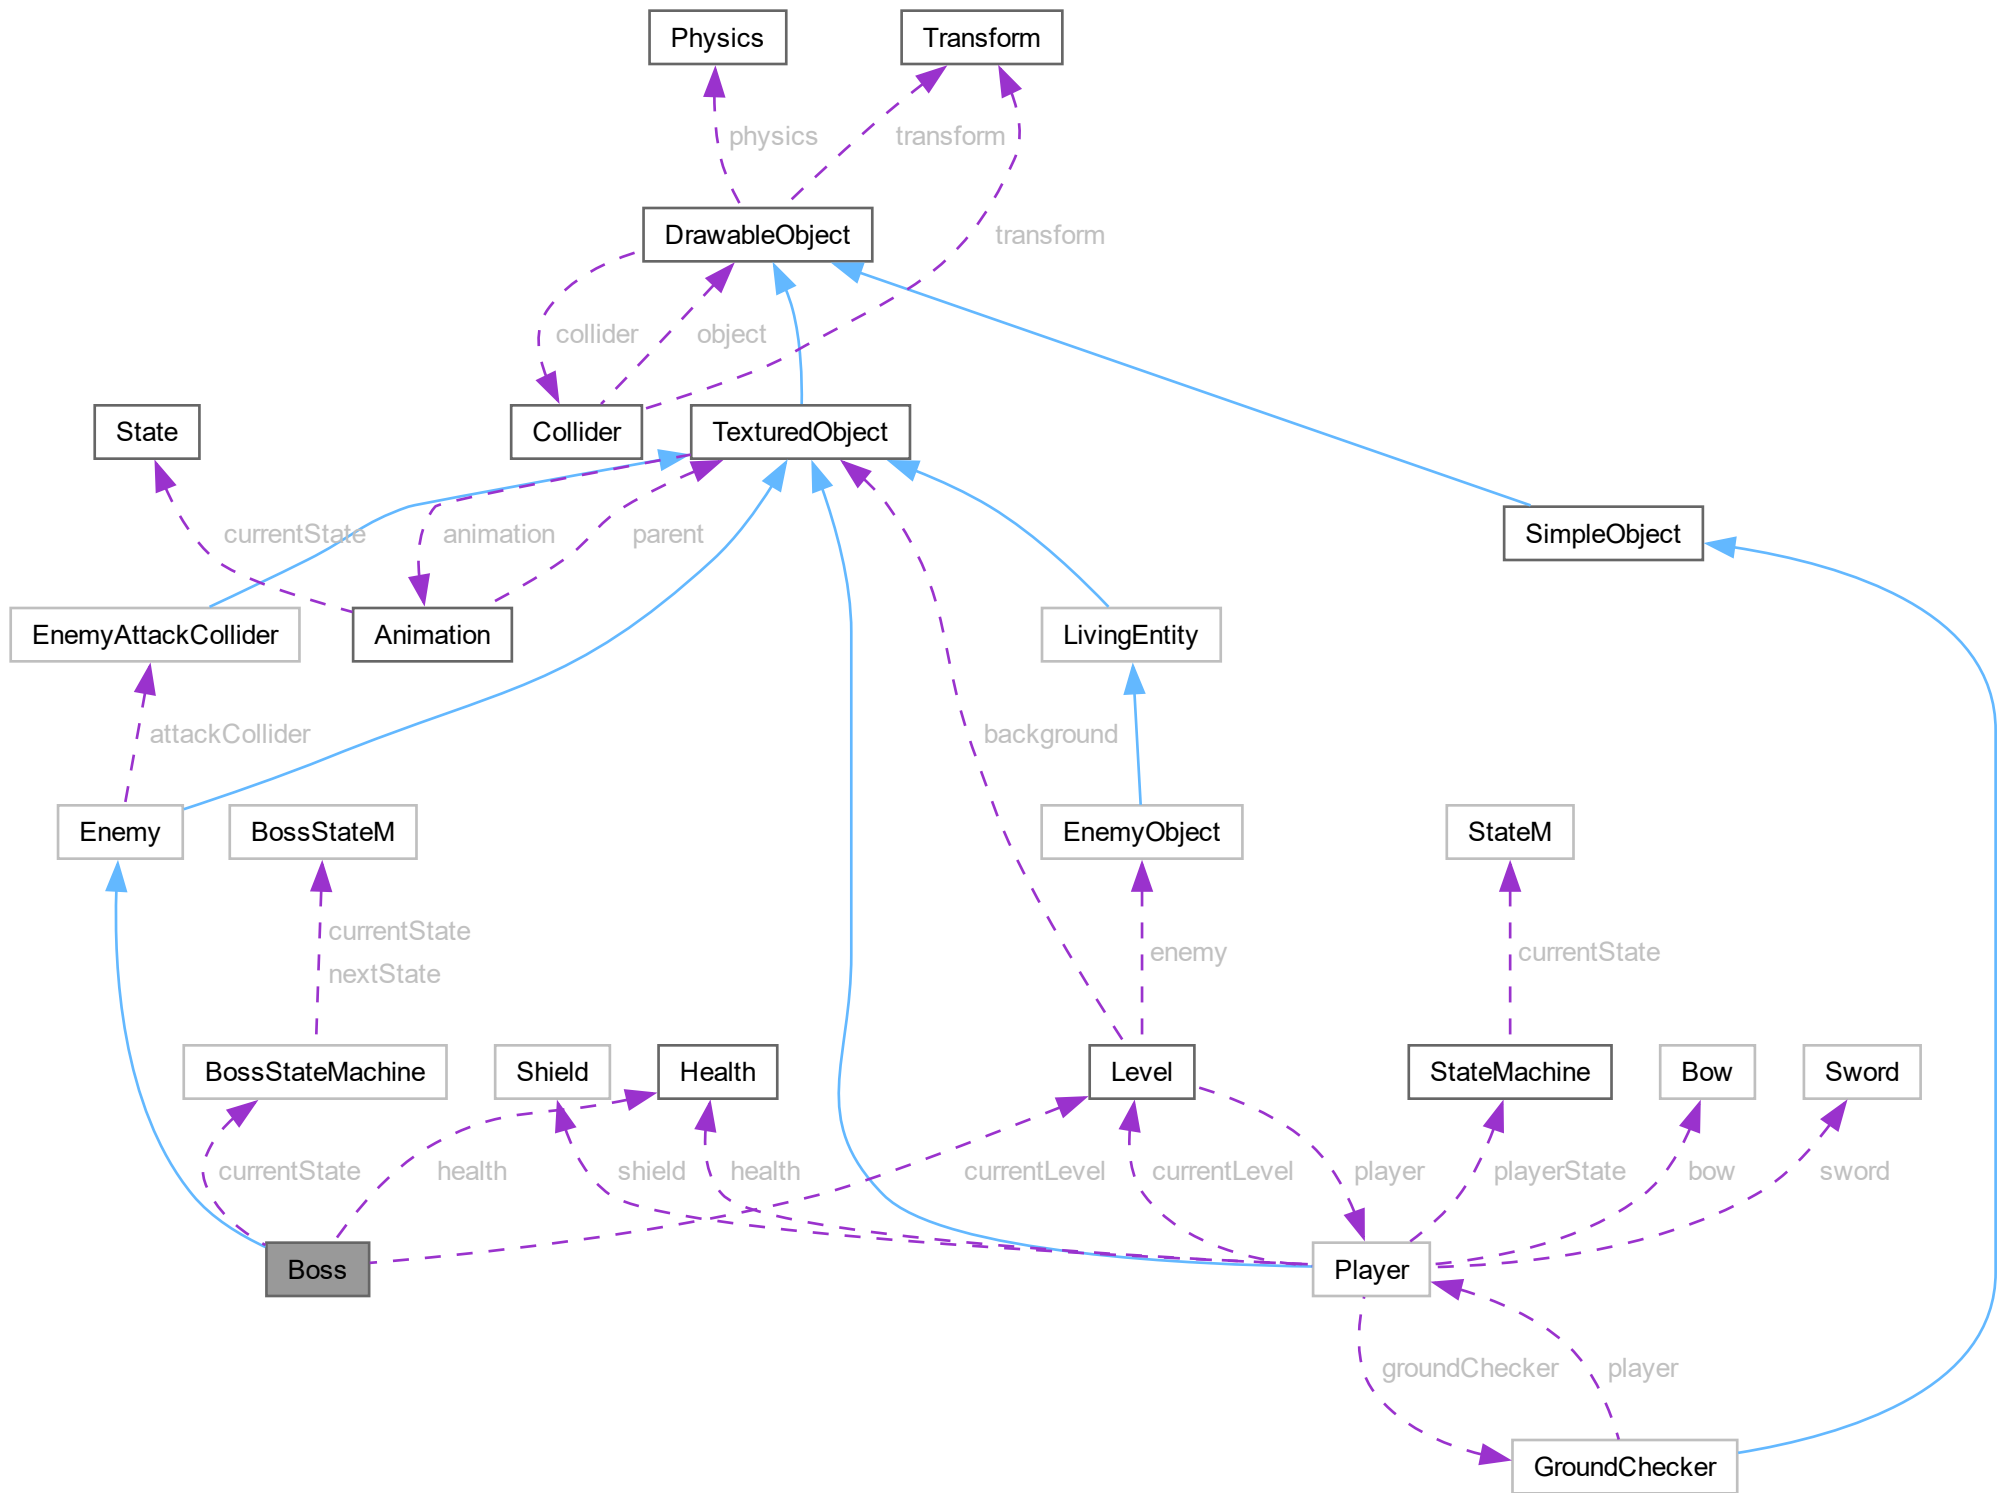 Physics
Transform
physics
transform
DrawableObject
transform
collider
object
State
Collider
TexturedObject
currentState
animation
parent
SimpleObject
EnemyAttackCollider
Animation
LivingEntity
attackCollider
background
Enemy
BossStateM
EnemyObject
StateM
currentState
nextState
enemy
currentState
BossStateMachine
Shield
Health
Level
StateMachine
Bow
Sword
currentState
health
shield
health
currentLevel
currentLevel
player
playerState
bow
sword
Boss
Player
groundChecker
player
GroundChecker